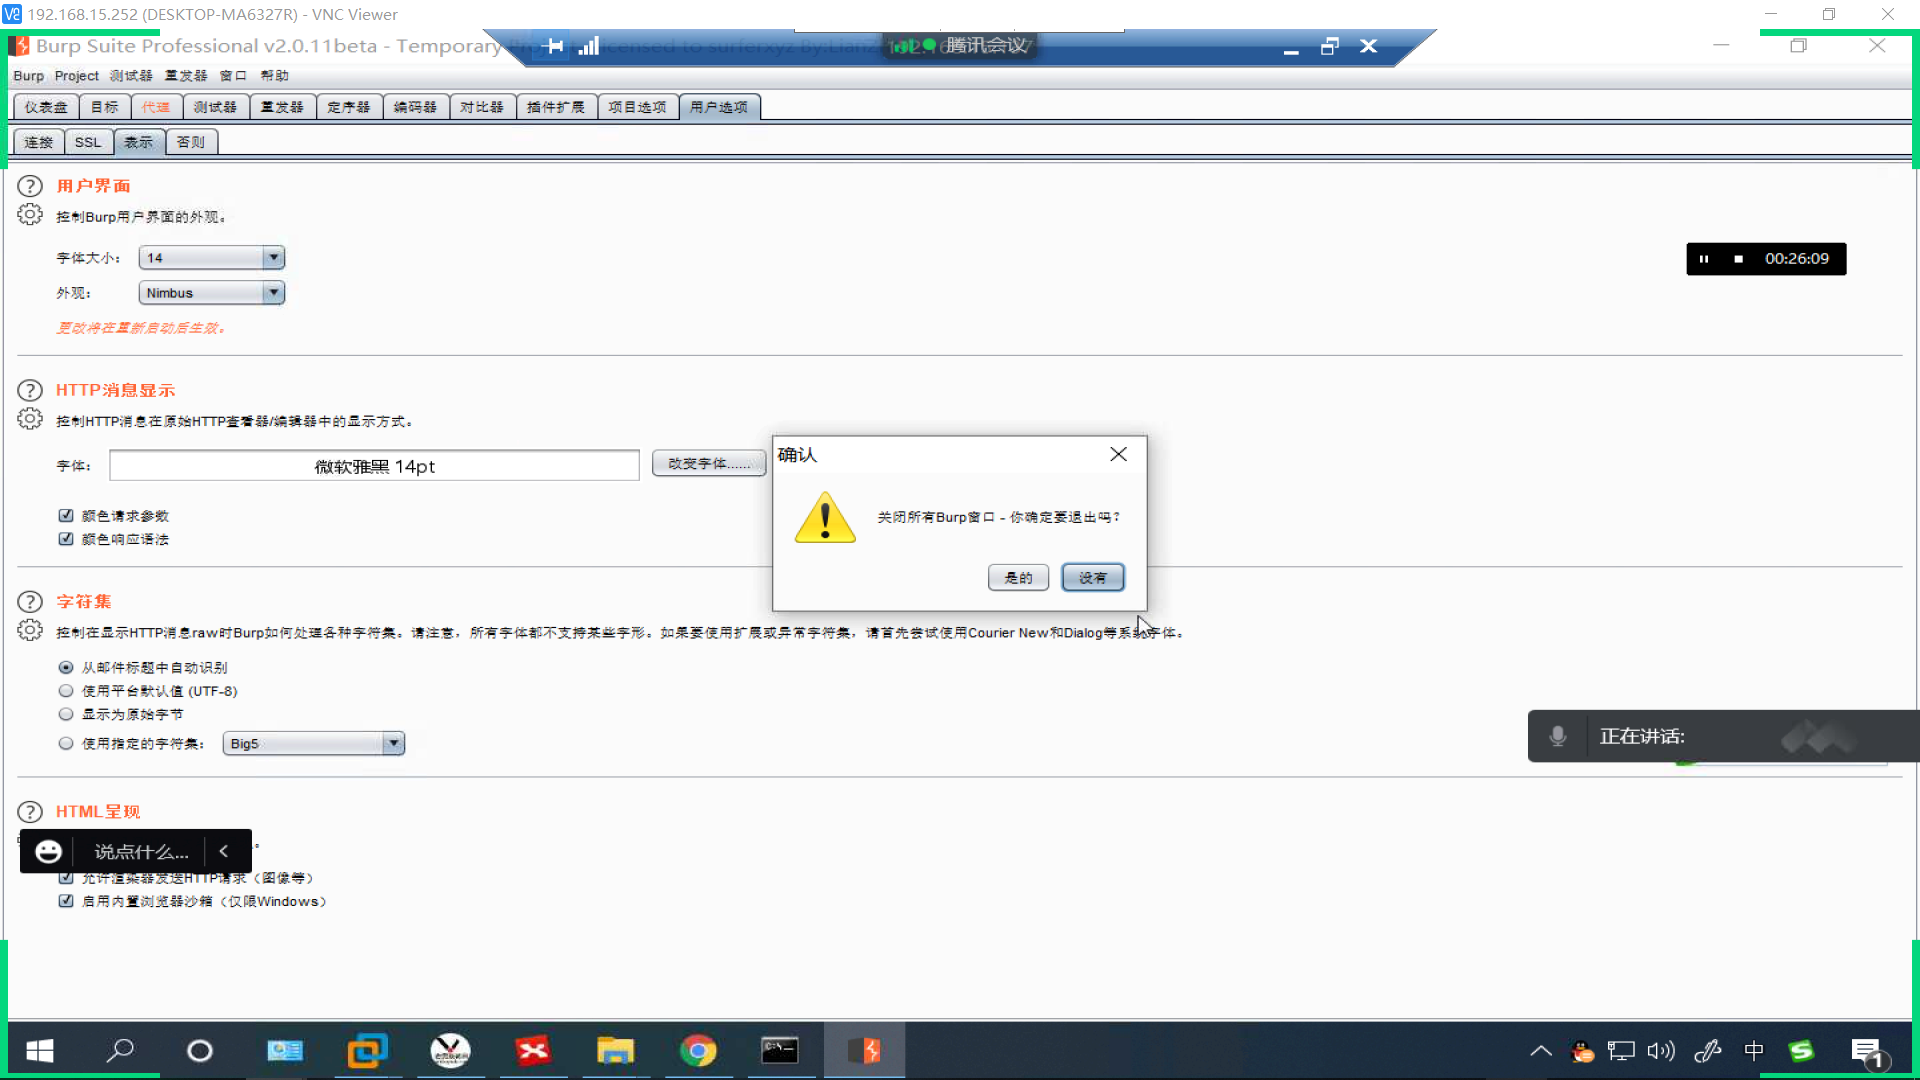 192.168.15.252 (DESKTOP-MA6327R) - VNC Viewer
Burp Suite Professional v2.0.11beta - Temporary
licensed to surferxyz By:
腾讯会议
Burp Project 测试器 重发器 窗口 帮助
仪表盘 目标 代理 测试器 重发器 定序器 编码器 对比器 插件扩展 项目选项 用户选项
连接 SSL 表示 否则
用户界面
控制Burp用户界面的外观。
字体大小： 14
00:26:09
外观： Nimbus
更改将在重新启动后生效。
HTTP消息显示
控制HTTP消息在原始HTTP查看器/编辑器中的显示方式。
字体： 微软雅黑 14pt 改变字体......
确认
颜色请求参数
关闭所有Burp窗口 - 你确定要退出吗？
颜色响应语法
是的 没有
字符集
控制在显示HTTP消息raw时Burp如何处理各种字符集。请注意，所有字体都不支持某些字形。如果要使用扩展或异常字符集，请首先尝试使用Courier New和Dialog等系统字体。
从邮件标题中自动识别
使用平台默认值 (UTF-8)
显示为原始字节
使用指定的字符集： Big5
正在讲话:
HTML呈现
说点什么...
允许渲染器发送HTTP请求（图像等）
启用内置浏览器沙箱（仅限Windows）
中
1